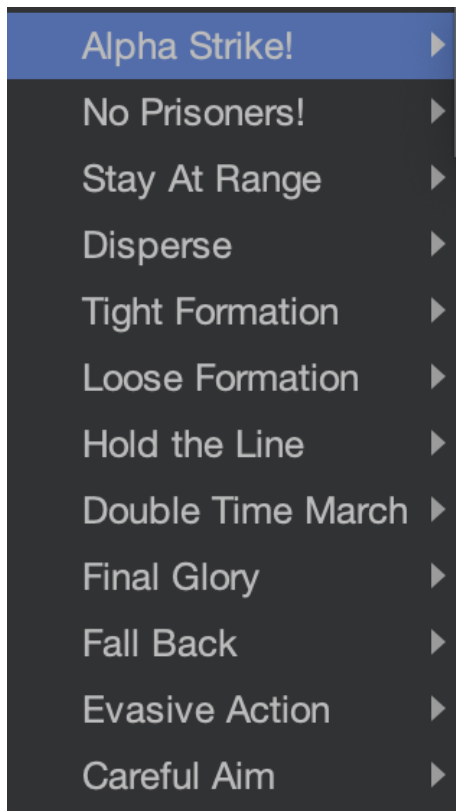 Alpha Strike!
No Prisoners!
Stay At Range
Disperse
Tight Formation
Loose Formation
Hold the Line
Double Time March
Final Glory
Fall Back
Evasive Action
Careful Aim